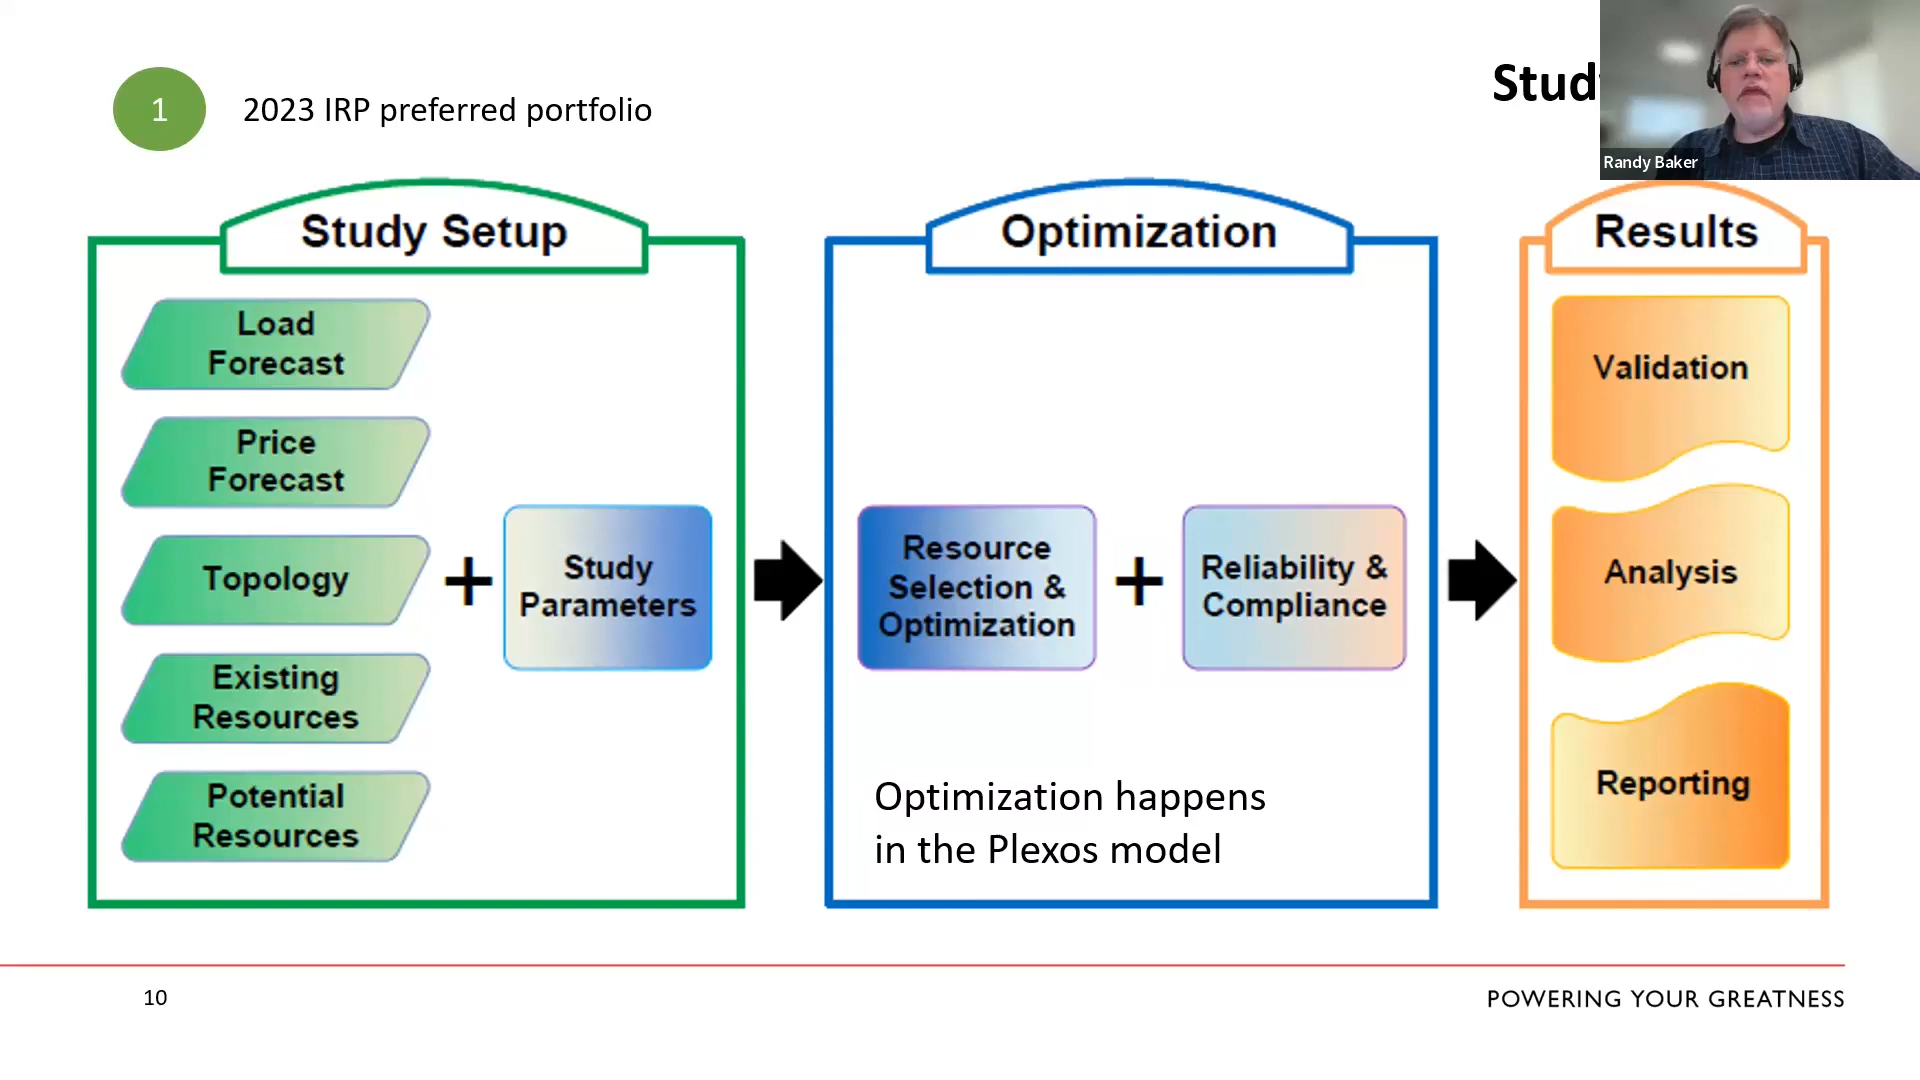 1
2023 IRP preferred portfolio
Randy Baker
Study Setup
Load
Forecast
Price
Forecast
Topology
Existing
Resources
Potential
Resources
+
Study
Parameters
Optimization
Resource
Selection &
Optimization
+
Reliability &
Compliance
Optimization happens
in the Plexos model
Results
Validation
Analysis
Reporting
10
POWERING YOUR GREATNESS